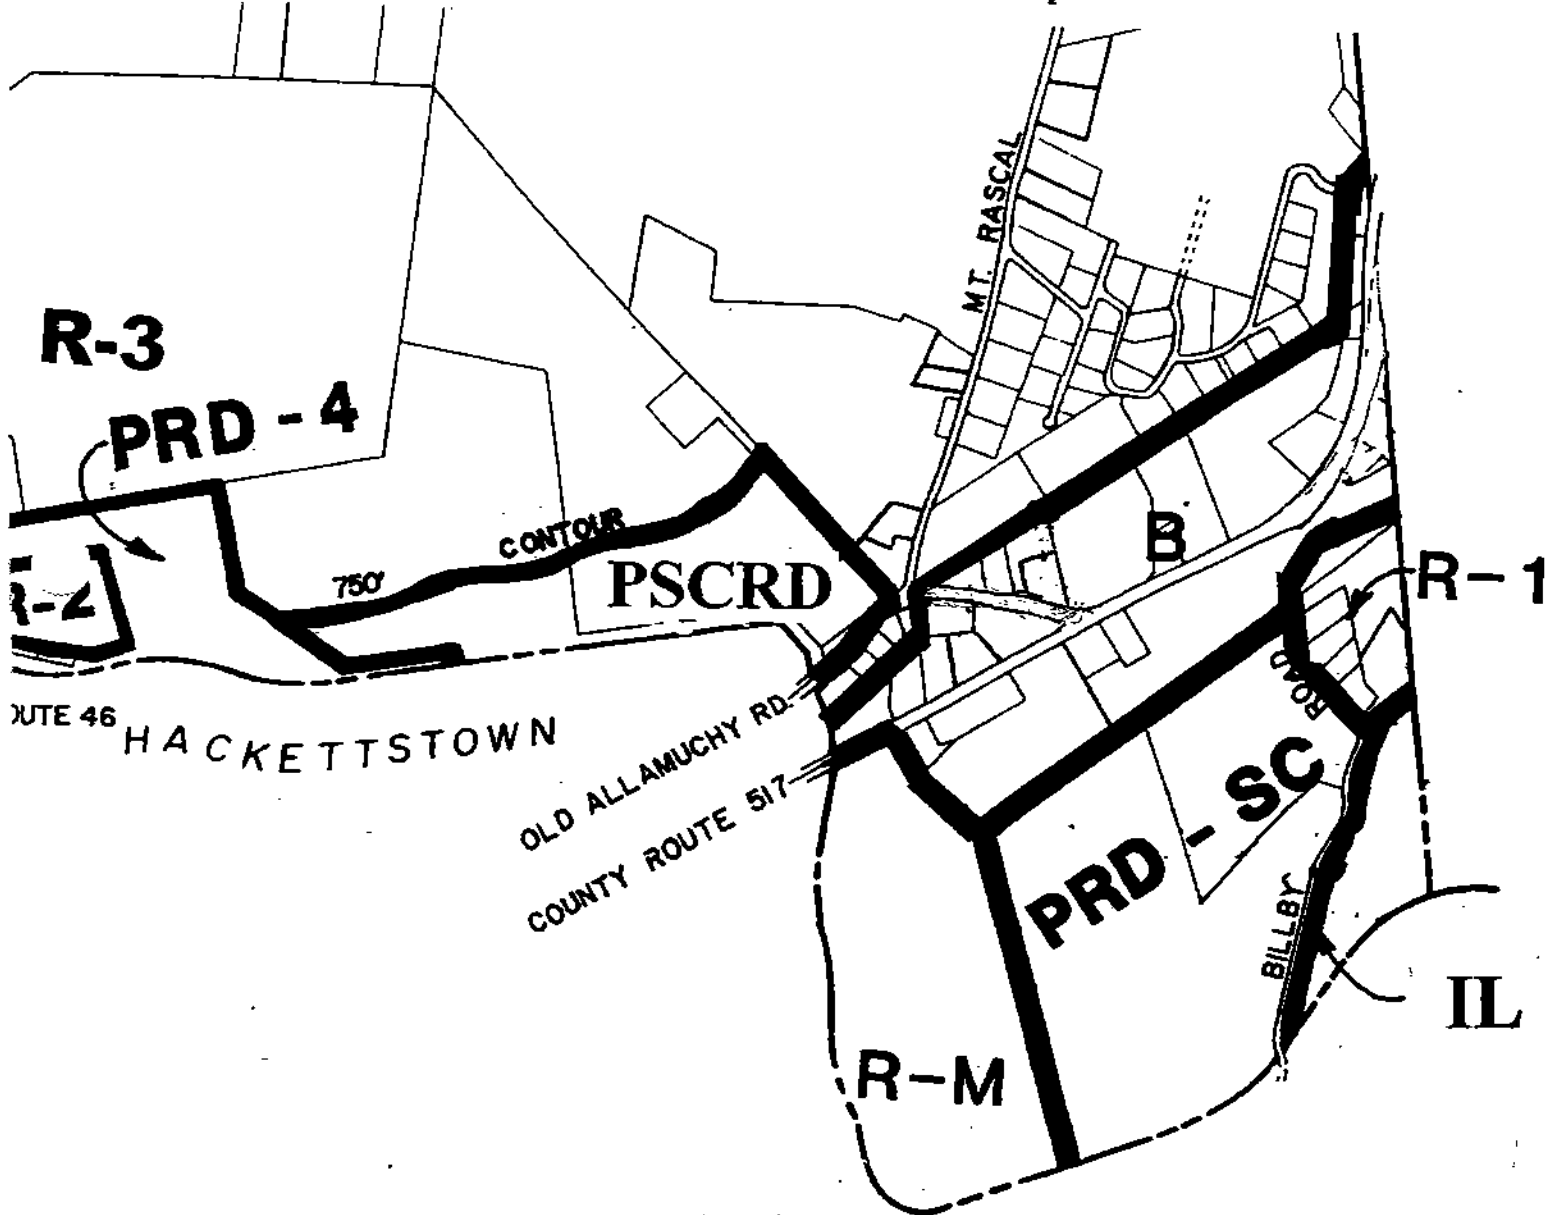 MT. RASCAL
R-3
PRD - 4
CONTOUR
750'
PSCRD
B
R-1
R-2
ROAD
UTE 46
HACKETTSTOWN
OLD ALLAMUCHY RD.
COUNTY ROUTE 517
PRD - SC
BILLBY
IL
R-M